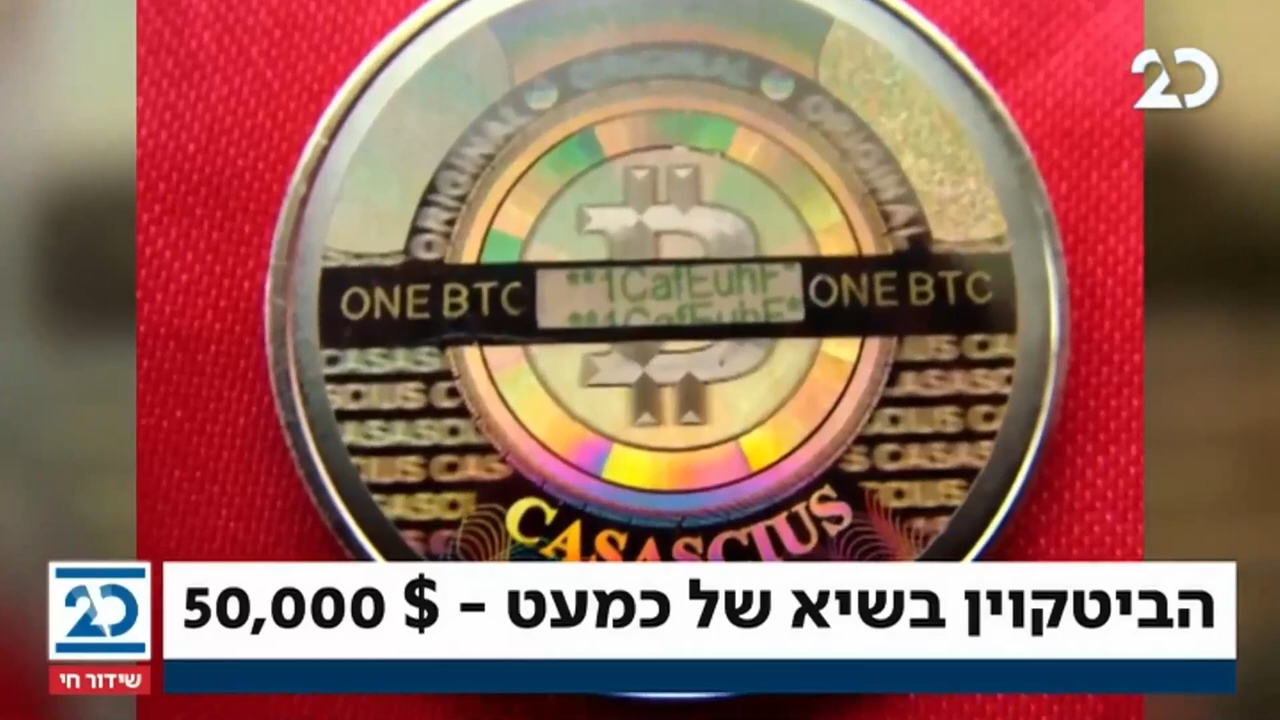 20
ORIGINAL ORIGINAL ORIGINAL
ONE BTC **1CafEuhF* ONE BTC
**1CafEuhF*
CASASCIUS
הביטקוין בשיא של כמעט - $ 50,000
20
שידור חי